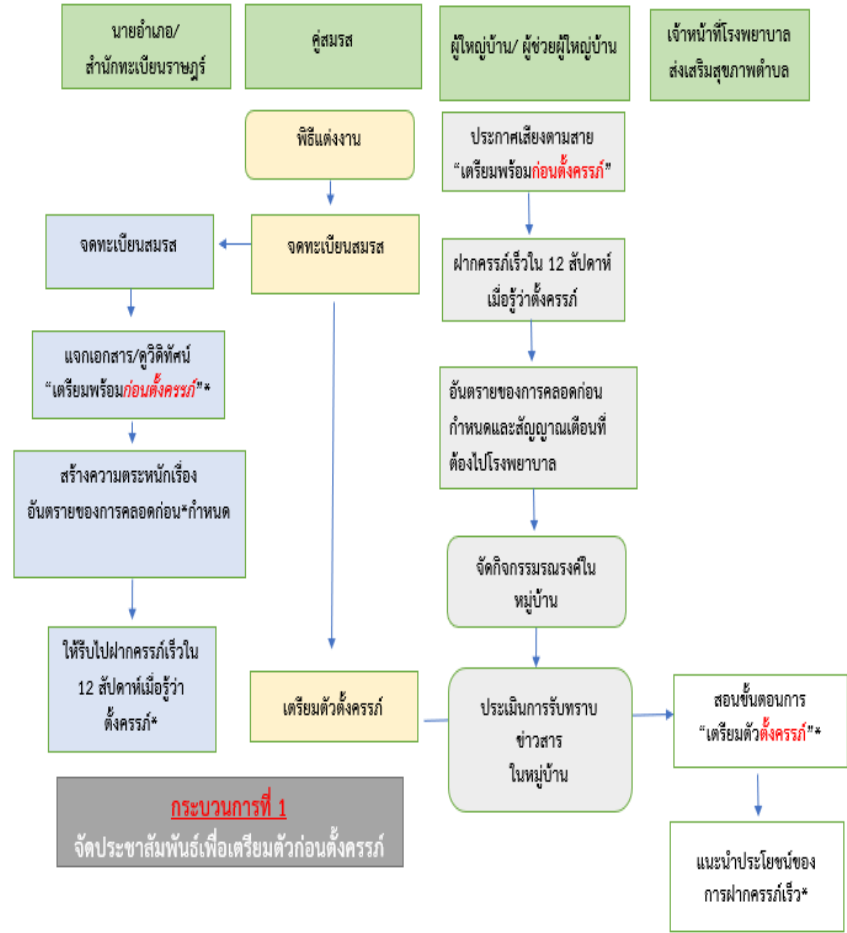 นายอำเภอ/
สำนักทะเบียนราษฎร์
คู่สมรส
ผู้ใหญ่บ้าน/ ผู้ช่วยผู้ใหญ่บ้าน
เจ้าหน้าที่โรงพยาบาล
ส่งเสริมสุขภาพตำบล
พิธีแต่งงาน
ประกาศเสียงตามสาย
“เตรียมพร้อมก่อนตั้งครรภ์”
จดทะเบียนสมรส
จดทะเบียนสมรส
ฝากครรภ์เร็วใน 12 สัปดาห์
เมื่อรู้ว่าตั้งครรภ์
แจกเอกสาร/ดูวิดิทัศน์
“เตรียมพร้อมก่อนตั้งครรภ์”*
อันตรายของการคลอดก่อน
กำหนดและสัญญาณเตือนที่
ต้องไปโรงพยาบาล
สร้างความตระหนักเรื่อง
อันตรายของการคลอดก่อน*กำหนด
จัดกิจกรรมรณรงค์ใน
หมู่บ้าน
ให้รีบไปฝากครรภ์เร็วใน
12 สัปดาห์เมื่อรู้ว่า
ตั้งครรภ์*
เตรียมตัวตั้งครรภ์
ประเมินการรับทราบ
ข่าวสาร
ในหมู่บ้าน
สอนขั้นตอนการ
“เตรียมตัวตั้งครรภ์”*
กระบวนการที่ 1
จัดประชาสัมพันธ์เพื่อเตรียมตัวก่อนตั้งครรภ์
แนะนำประโยชน์ของ
การฝากครรภ์เร็ว*